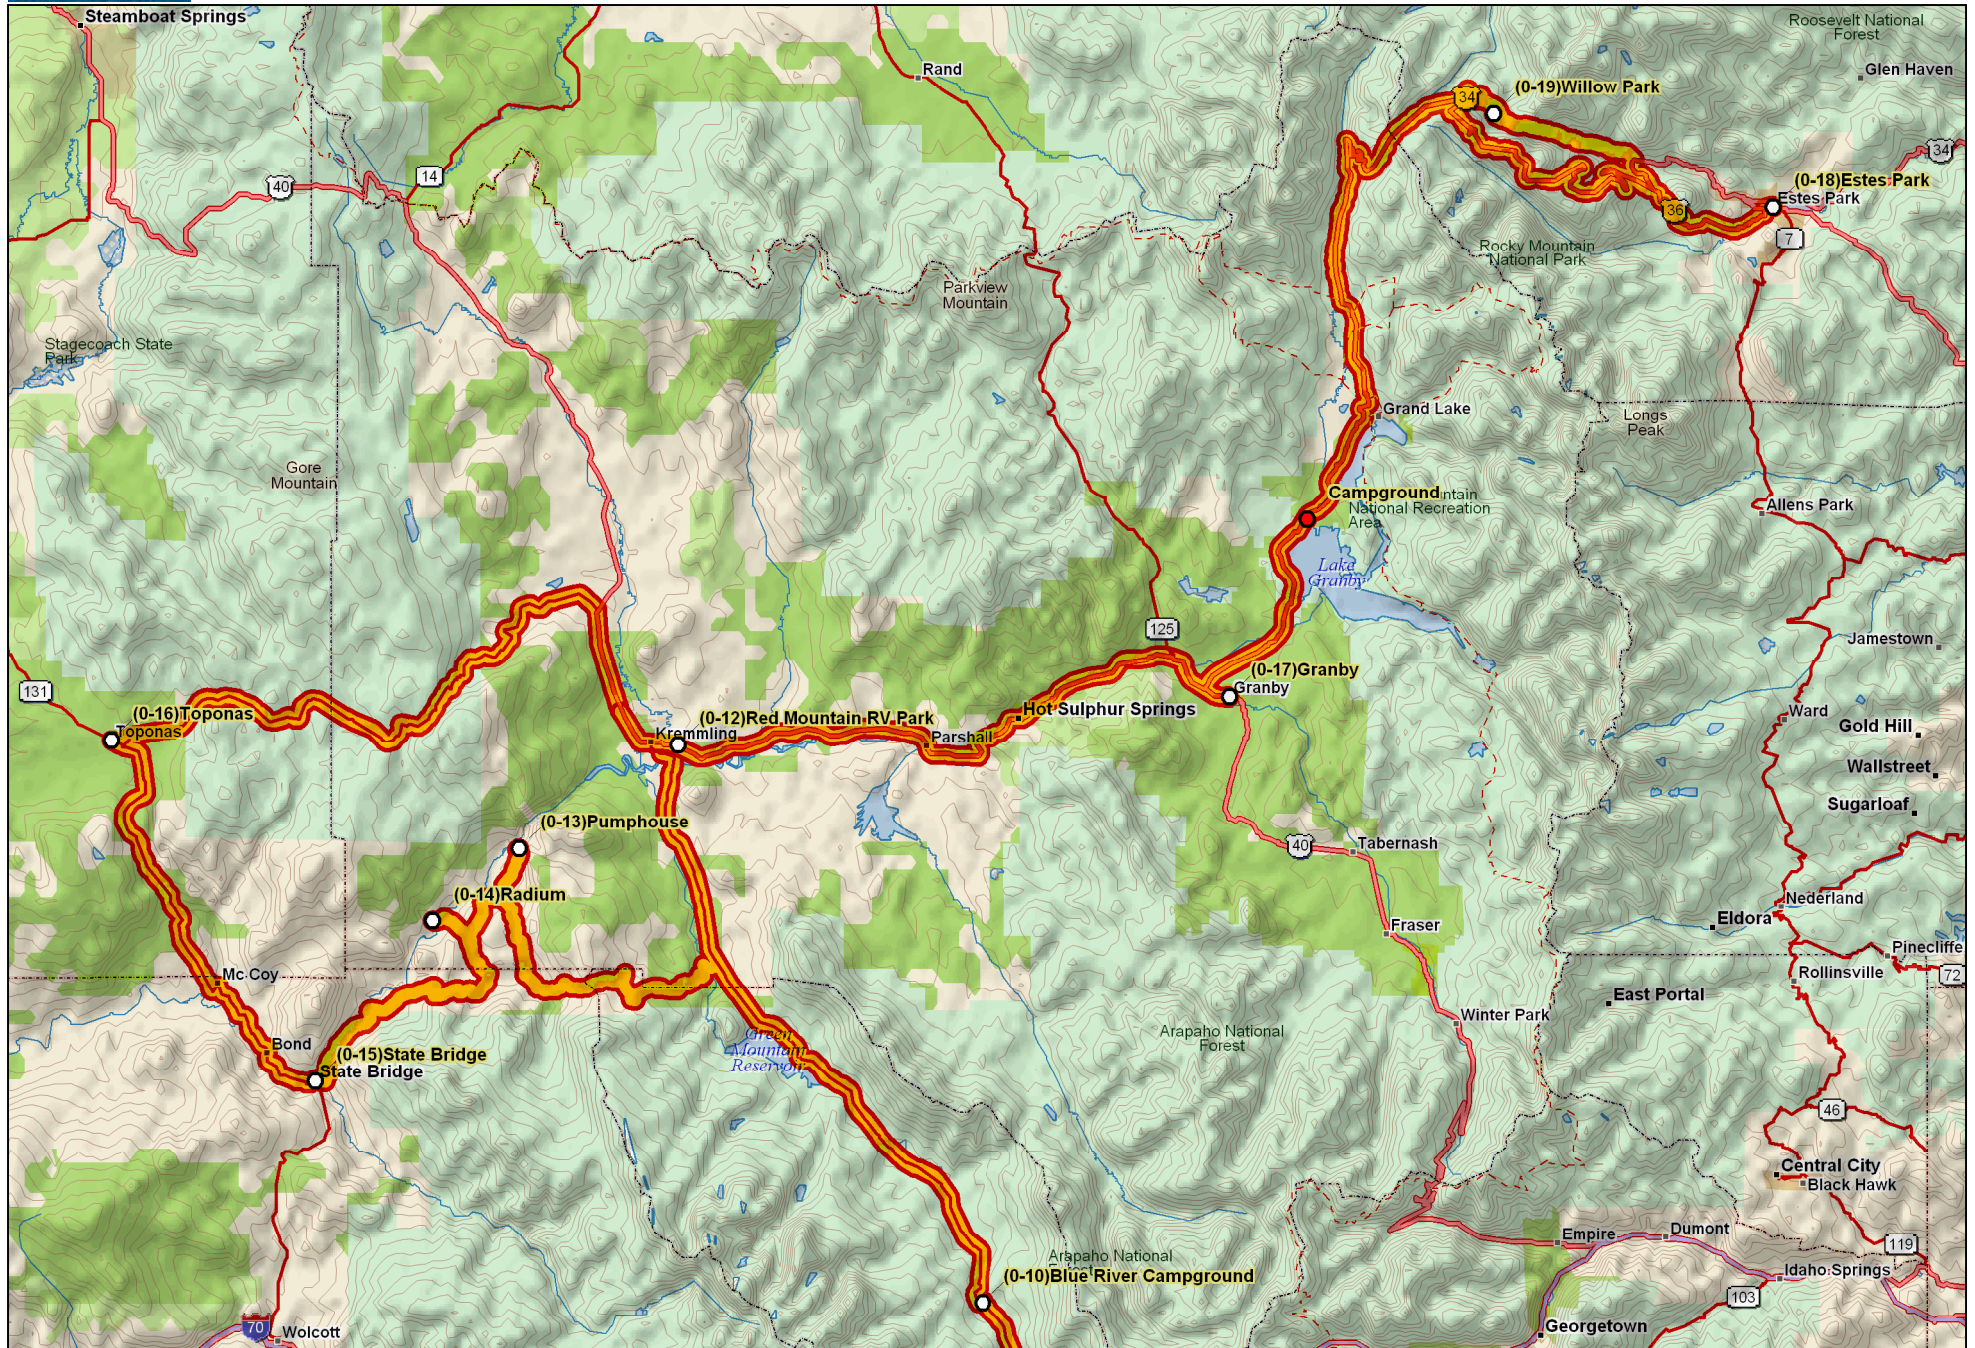 Steamboat Springs
Roosevelt National
Forest
Rand
Glen Haven
(0-19)Willow Park
34
34
14
40
(0-18)Estes Park
Estes Park
36
7
Rocky Mountain
National Park
Parkview
Mountain
Stagecoach State
Park
Grand Lake
Longs
Peak
Gore
Mountain
Campground
ntain
National Recreation
Area
Allens Park
Lake
Granby
125
Jamestown
(0-17)Granby
Granby
131
(0-16)Toponas
Toponas
Hot Sulphur Springs
(0-12)Red Mountain RV Park
Kremmling
Parshall
Ward
Gold Hill
Wallstreet
Sugarloaf
(0-13)Pumphouse
40
Tabernash
(0-14)Radium
Nederland
Eldora
Fraser
Pinecliffe
Mc Coy
Rollinsville
72
East Portal
Winter Park
Arapaho National
Forest
Green
Mountain
Reservoir
Bond
(0-15)State Bridge
State Bridge
46
Central City
Black Hawk
Empire
Dumont
119
Arapaho National
(0-10)Blue River Campground
Idaho Springs
103
70
Wolcott
Georgetown